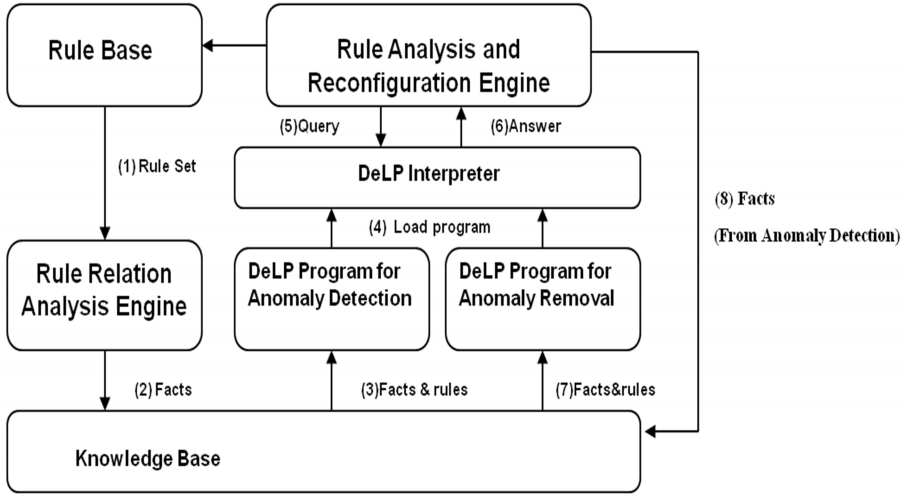 Rule Base
Rule Analysis and
Reconfiguration Engine
(5)Query
(6)Answer
(1) Rule Set
DeLP Interpreter
(8) Facts
(From Anomaly Detection)
(4) Load program
Rule Relation
Analysis Engine
DeLP Program for
Anomaly Detection
DeLP Program for
Anomaly Removal
(2) Facts
(3)Facts & rules
(7)Facts&rules
Knowledge Base